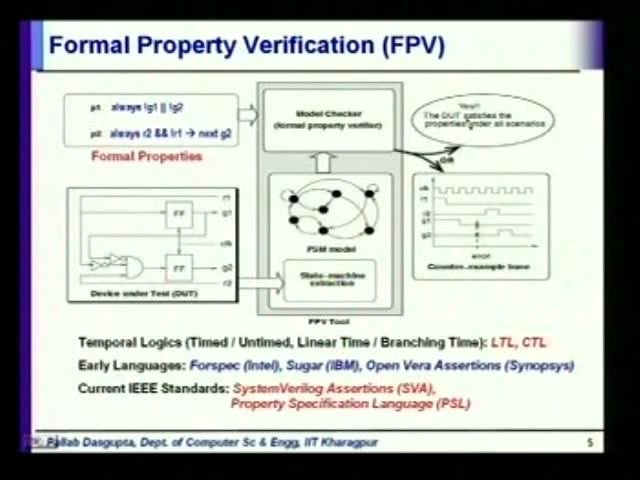 Formal Property Verification (FPV)
p1 always !g1 || !g2
p2 always r2 && !r1 → next g2
Formal Properties
Model Checker
(formal property verifier)
Yes!!
The DUT satisfies the
properties under all scenarios
OR
r1
FF
g1
clk
FF
g2
r2
Device under Test (DUT)
FSM model
State-machine
extraction
FPV Tool
clk
r1
error
Counter-example trace
Temporal Logics (Timed / Untimed, Linear Time / Branching Time): LTL, CTL
Early Languages: Forspec (Intel), Sugar (IBM), Open Vera Assertions (Synopsys)
Current IEEE Standards: SystemVerilog Assertions (SVA),
Property Specification Language (PSL)
Pallab Dasgupta, Dept. of Computer Sc & Engg, IIT Kharagpur
5